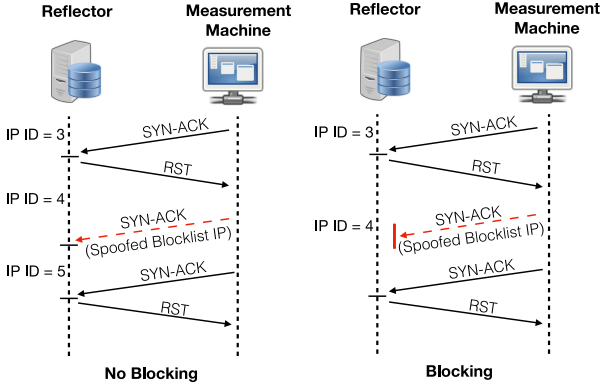 Reflector
Measurement
Machine
IP ID = 3
SYN-ACK
RST
IP ID = 4
SYN-ACK
(Spoofed Blocklist IP)
IP ID = 5
SYN-ACK
RST
No Blocking
Reflector
Measurement
Machine
IP ID = 3
SYN-ACK
RST
IP ID = 4
SYN-ACK
(Spoofed Blocklist IP)
SYN-ACK
RST
Blocking